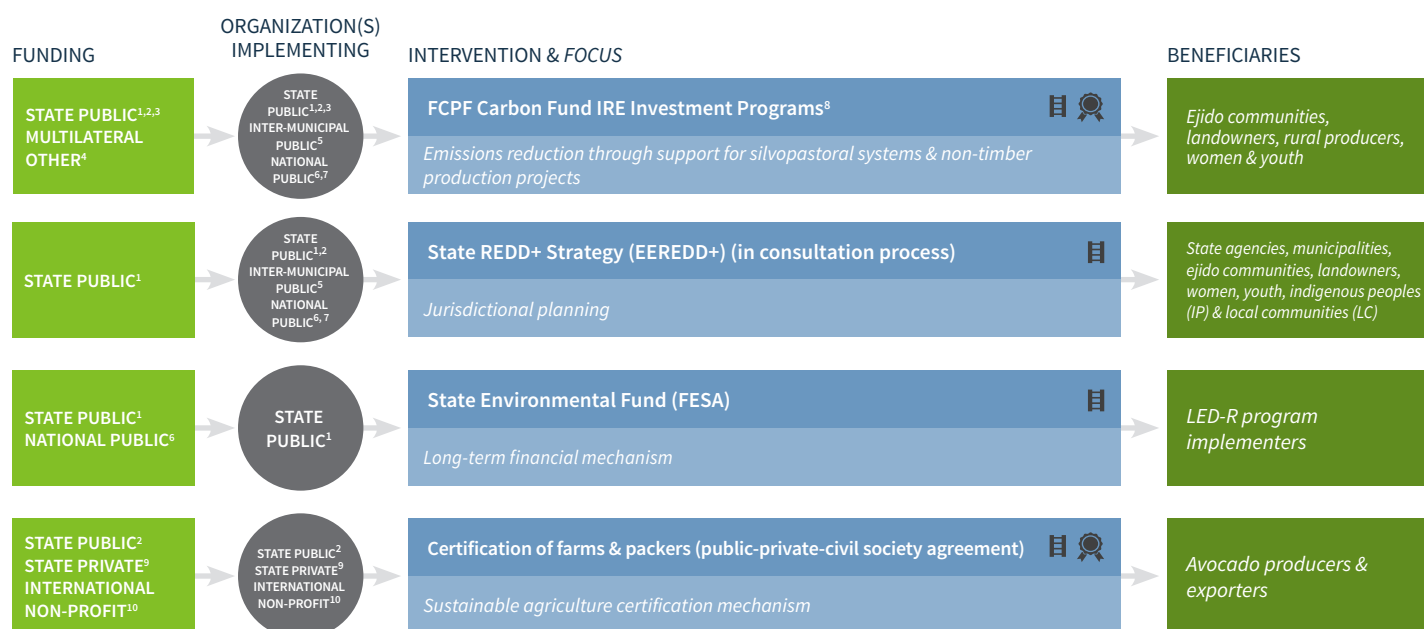 FUNDING
ORGANIZATION(S)
IMPLEMENTING
INTERVENTION & FOCUS
BENEFICIARIES
STATE PUBLIC1,2,3
MULTILATERAL
OTHER4
STATE
PUBLIC1,2,3
INTER-MUNICIPAL
PUBLIC5
NATIONAL
PUBLIC6,7
FCPF Carbon Fund IRE Investment Programs8
Emissions reduction through support for silvopastoral systems & non-timber
production projects
Ejido communities,
landowners, rural producers,
women & youth
STATE PUBLIC1
STATE
PUBLIC1,2
INTER-MUNICIPAL
PUBLIC5
NATIONAL
PUBLIC6, 7
State REDD+ Strategy (EEREDD+) (in consultation process)
Jurisdictional planning
State agencies, municipalities,
ejido communities, landowners,
women, youth, indigenous peoples
(IP) & local communities (LC)
STATE PUBLIC1
NATIONAL PUBLIC6
STATE
PUBLIC1
State Environmental Fund (FESA)
Long-term financial mechanism
LED-R program
implementers
STATE PUBLIC2
STATE PRIVATE9
INTERNATIONAL
NON-PROFIT10
STATE PUBLIC2
STATE PRIVATE9
INTERNATIONAL
NON-PROFIT10
Certification of farms & packers (public-private-civil society agreement)
Sustainable agriculture certification mechanism
Avocado producers &
exporters